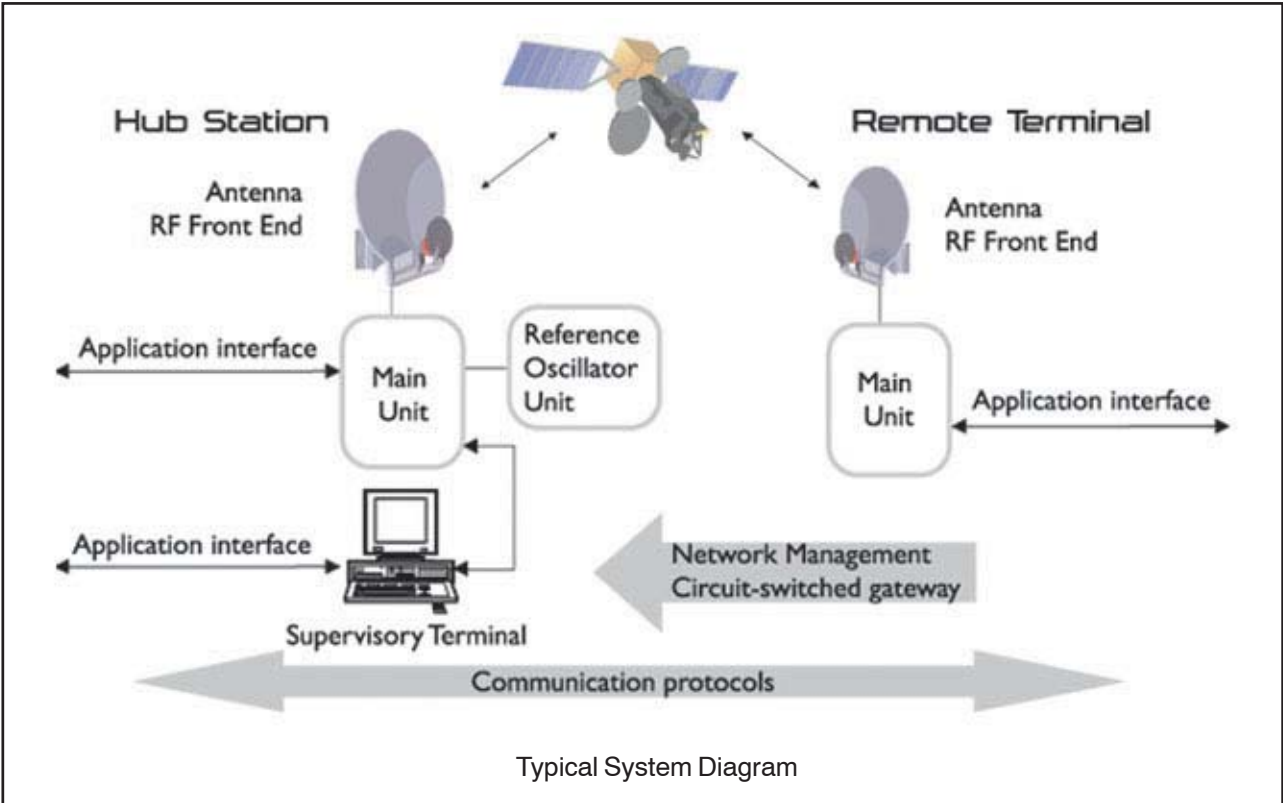 Hub Station
Remote Terminal
Antenna
RF Front End
Antenna
RF Front End
Application interface
Main
Unit
Reference
Oscillator
Unit
Main
Unit
Application interface
Application interface
Supervisory Terminal
Network Management
Circuit-switched gateway
Communication protocols
Typical System Diagram